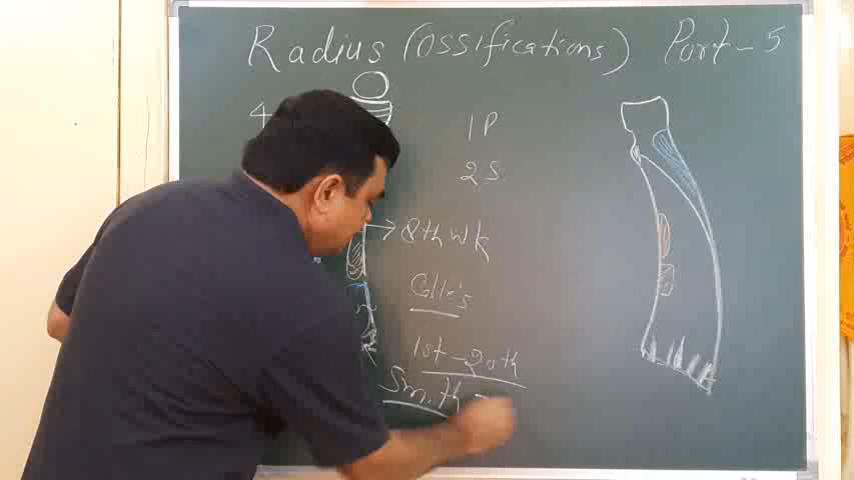 Radius (Ossifications) Part - 5
4
1 P
2 S
8th wk
Colle's
1st - 20th
Smith -